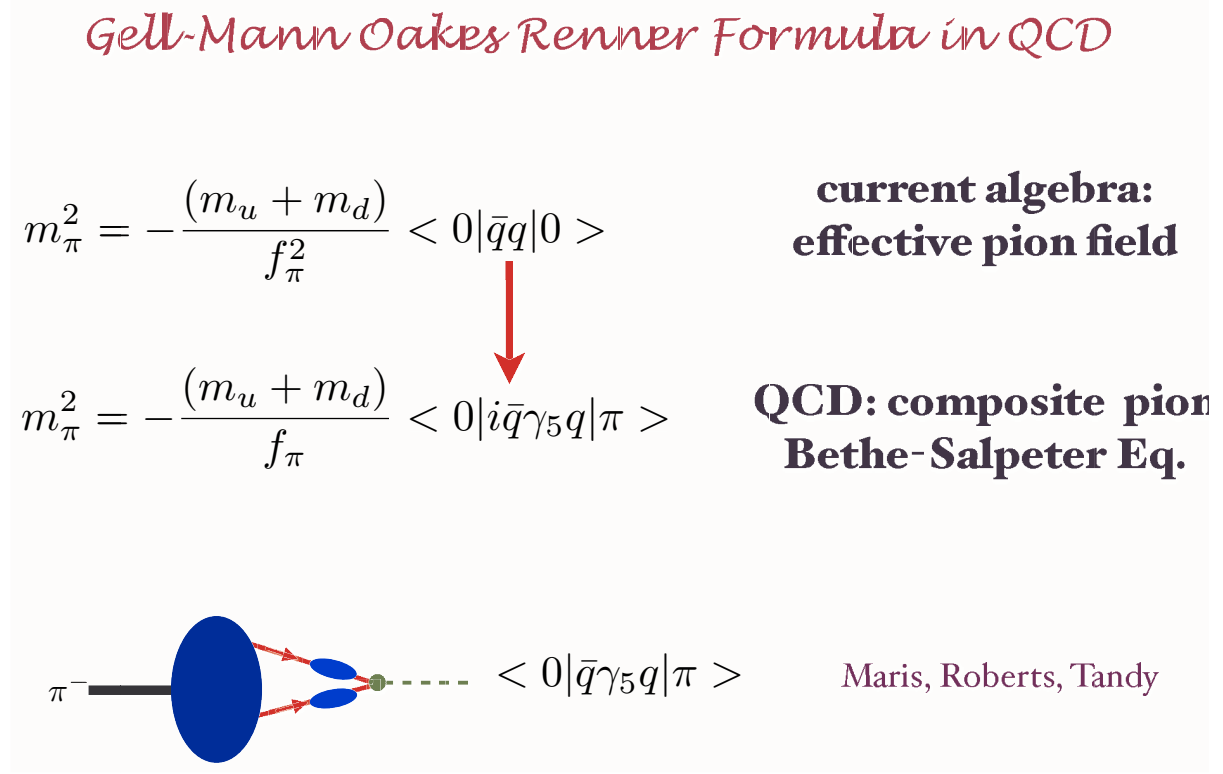 Gell-Mann Oakes Renner Formula in QCD
m_π^2 = -\frac{(m_u + m_d)}{f_π^2} < 0|q̄q|0 >
current algebra:
effective pion field
m_π^2 = -\frac{(m_u + m_d)}{f_π} < 0|iq̄γ_5q|π >
QCD: composite pion
Bethe-Salpeter Eq.
π^-
< 0|q̄γ_5q|π >
Maris, Roberts, Tandy